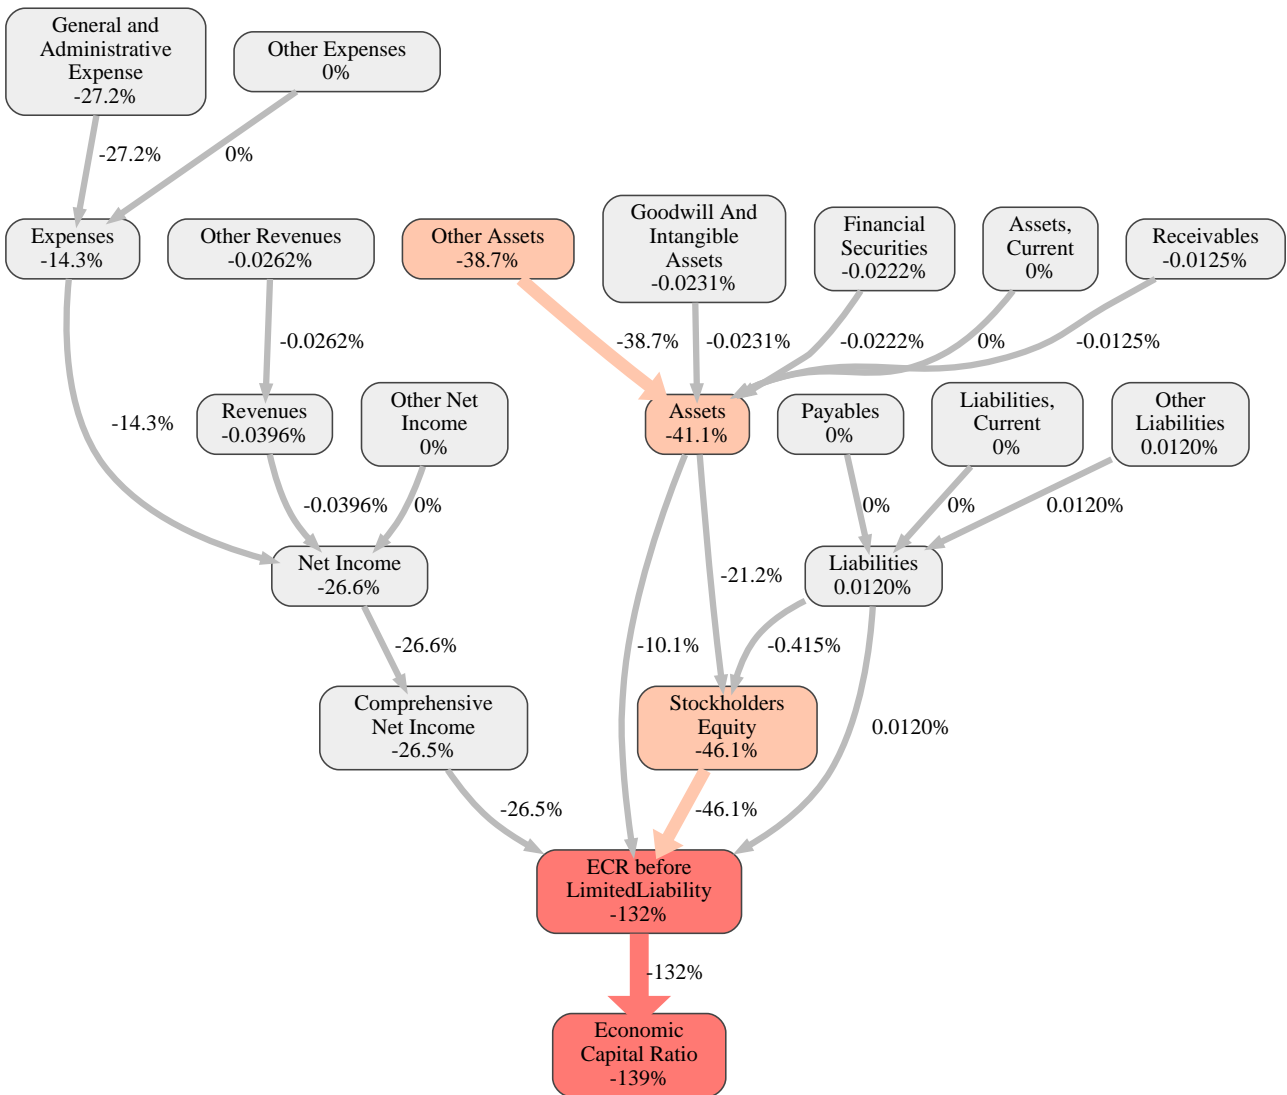 General and
Administrative
Expense
-27.2%
Other Expenses
0%
-27.2%
0%
Expenses
-14.3%
Other Revenues
-0.0262%
Other Assets
-38.7%
Goodwill And
Intangible
Assets
-0.0231%
Financial
Securities
-0.0222%
Assets,
Current
0%
Receivables
-0.0125%
-0.0262%
-38.7%
-0.0231%
-0.0222%
0%
-0.0125%
-14.3%
Revenues
-0.0396%
Other Net
Income
0%
Assets
-41.1%
Payables
0%
Liabilities,
Current
0%
Other
Liabilities
0.0120%
-0.0396%
0%
0%
0%
0.0120%
Net Income
-26.6%
-21.2%
Liabilities
0.0120%
-26.6%
-10.1%
-0.415%
Comprehensive
Net Income
-26.5%
Stockholders
Equity
-46.1%
0.0120%
-26.5%
-46.1%
ECR before
LimitedLiability
-132%
-132%
Economic
Capital Ratio
-139%